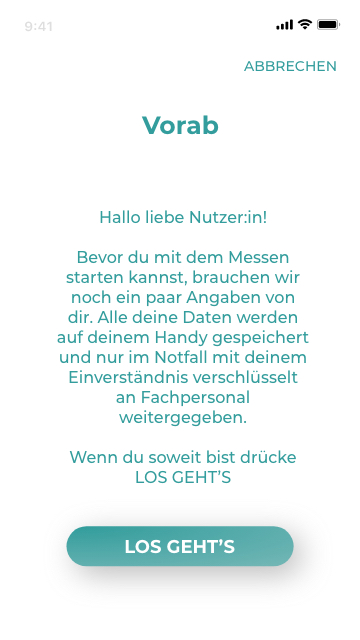 9:41
ABBRECHEN
Vorab
Hallo liebe Nutzer:in!
Bevor du mit dem Messen
starten kannst, brauchen wir
noch ein paar Angaben von
dir. Alle deine Daten werden
auf deinem Handy gespeichert
und nur im Notfall mit deinem
Einverständnis verschlüsselt
an Fachpersonal
weitergegeben.
Wenn du soweit bist drücke
LOS GEHT’S
LOS GEHT’S